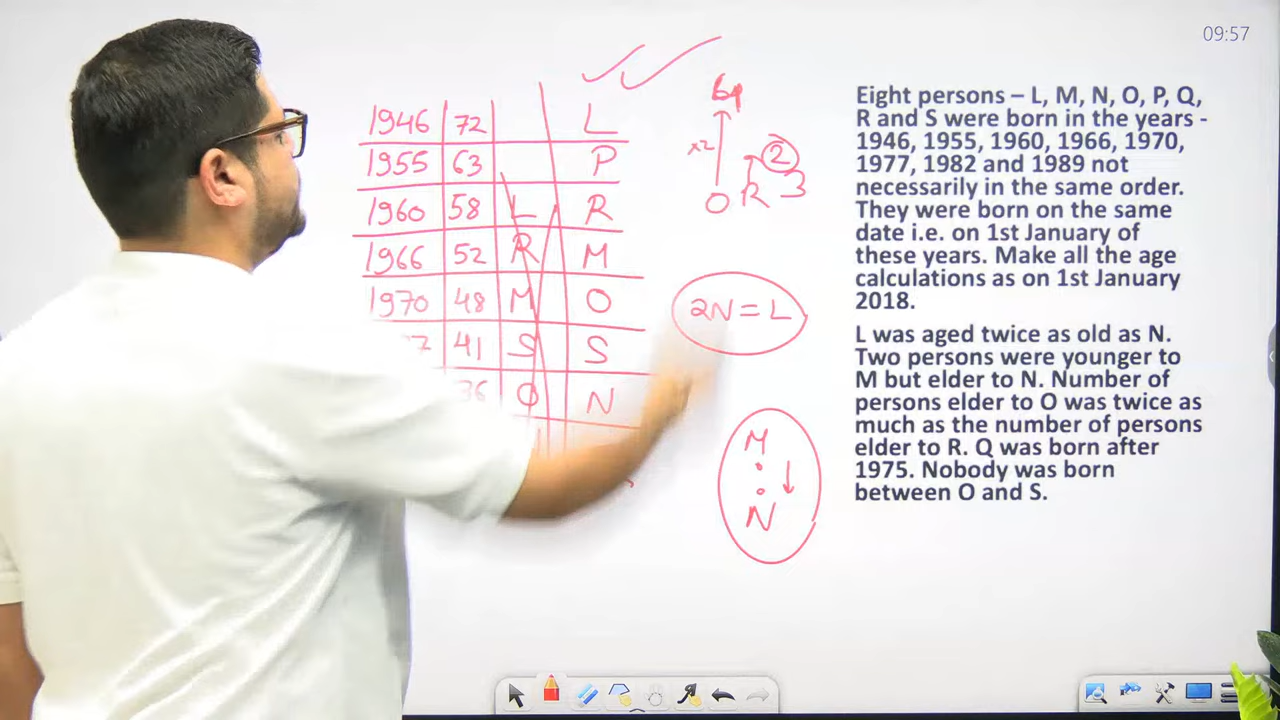 09:57
Eight persons – L, M, N, O, P, Q,
R and S were born in the years -
1946, 1955, 1960, 1966, 1970,
1977, 1982 and 1989 not
necessarily in the same order.
They were born on the same
date i.e. on 1st January of
these years. Make all the age
calculations as on 1st January
2018.
L was aged twice as old as N.
Two persons were younger to
M but elder to N. Number of
persons elder to O was twice as
much as the number of persons
elder to R. Q was born after
1975. Nobody was born
between O and S.
1946 72 L
1955 63 P
1960 58 L R
1966 52 R M
1970 48 M O
7 41 S S
36 O N
x2 2
O R 3
2N = L
M
N